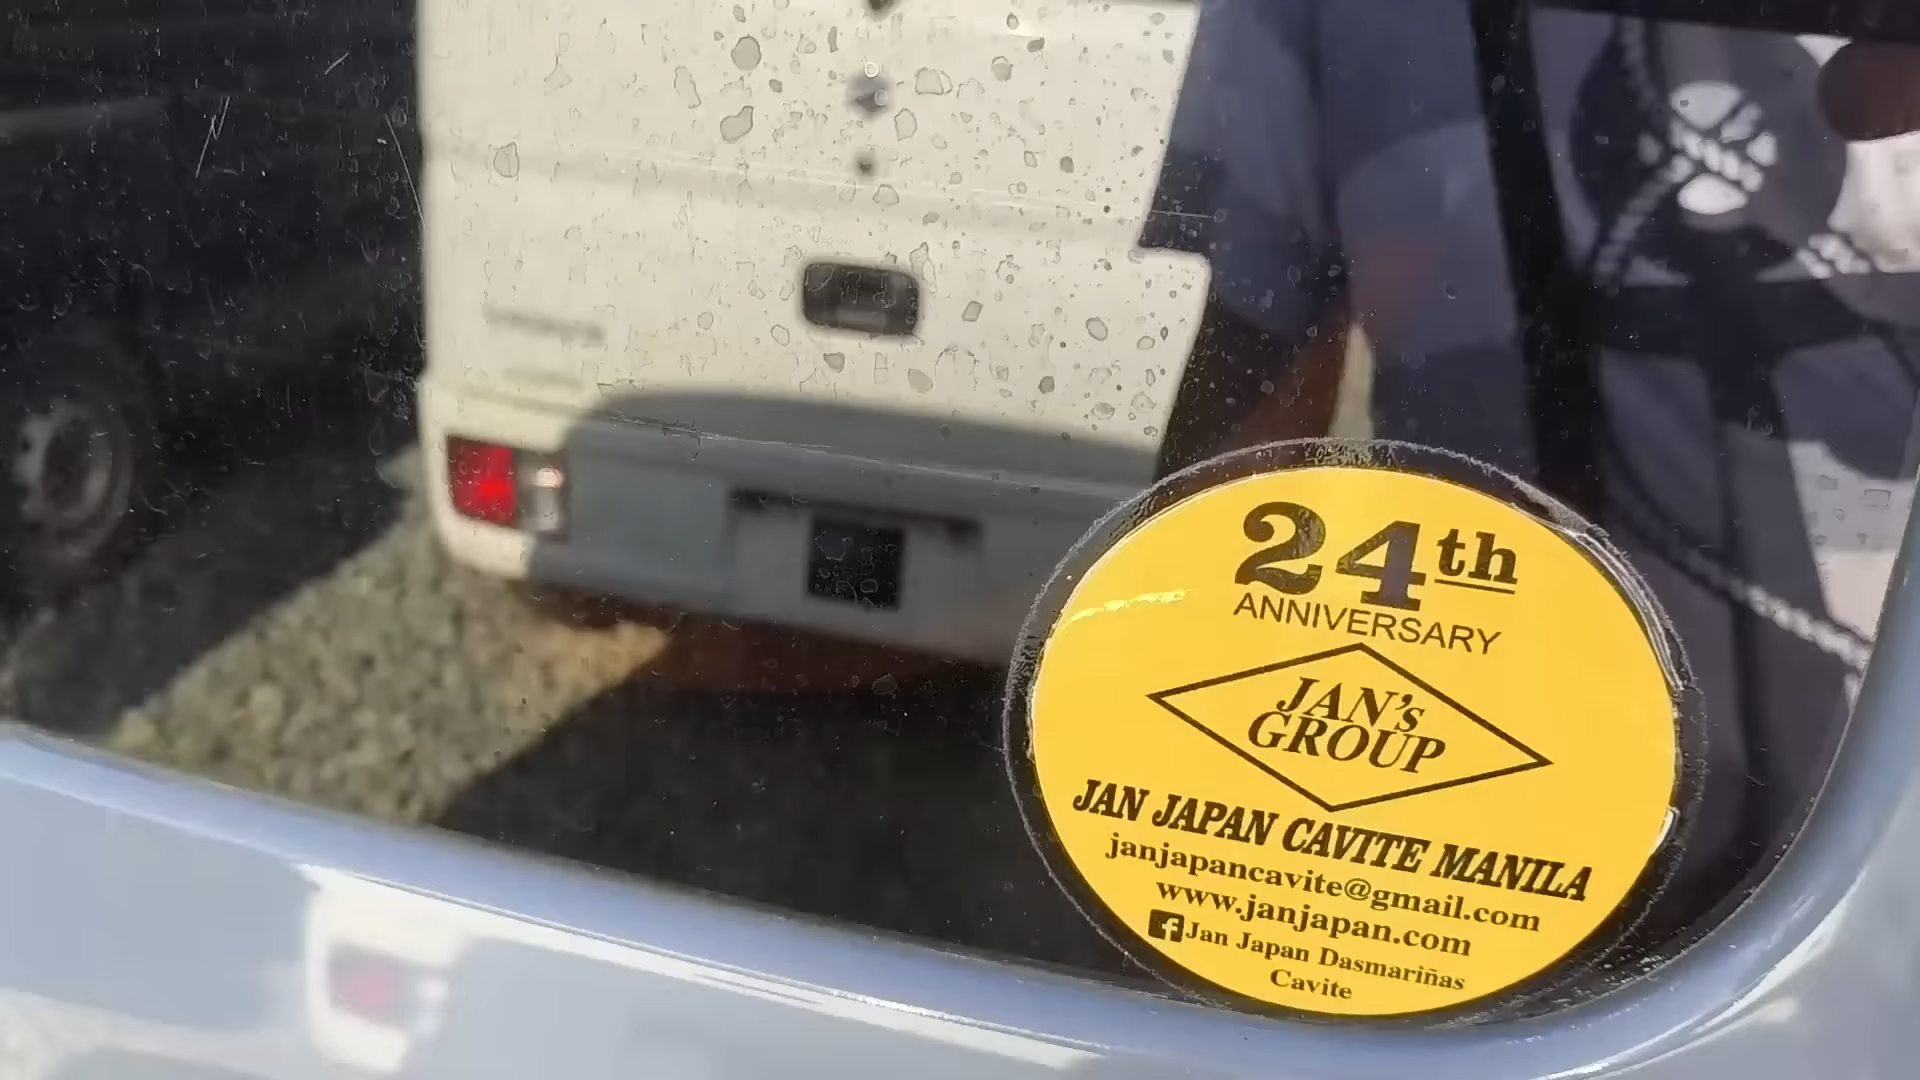 24th
ANNIVERSARY
JAN's
GROUP
JAN JAPAN CAVITE MANILA
janjapancavite@gmail.com
www.janjapan.com
Jan Japan Dasmariñas
Cavite